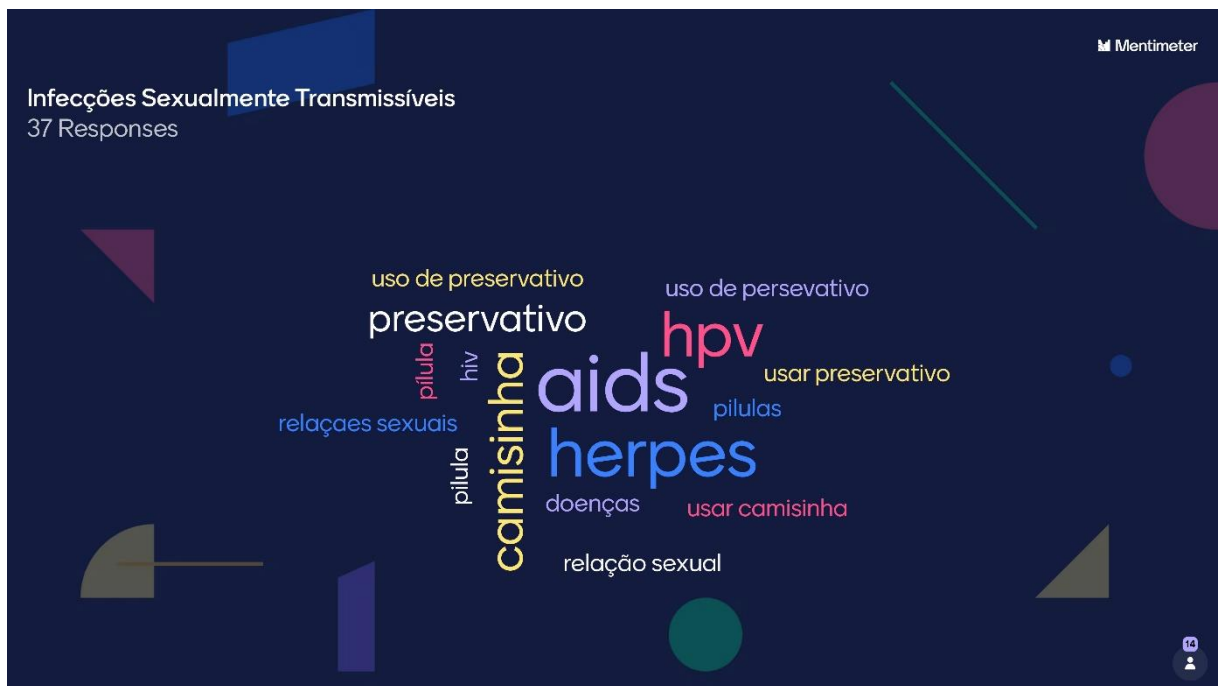 Mentimeter
Infecções Sexualmente Transmissíveis
37 Responses
uso de preservativo
uso de persevativo
preservativo
hpv
pílula
hiv
camisinha
aids
usar preservativo
pilulas
relaçaes sexuais
herpes
pilula
doenças
usar camisinha
relação sexual
14